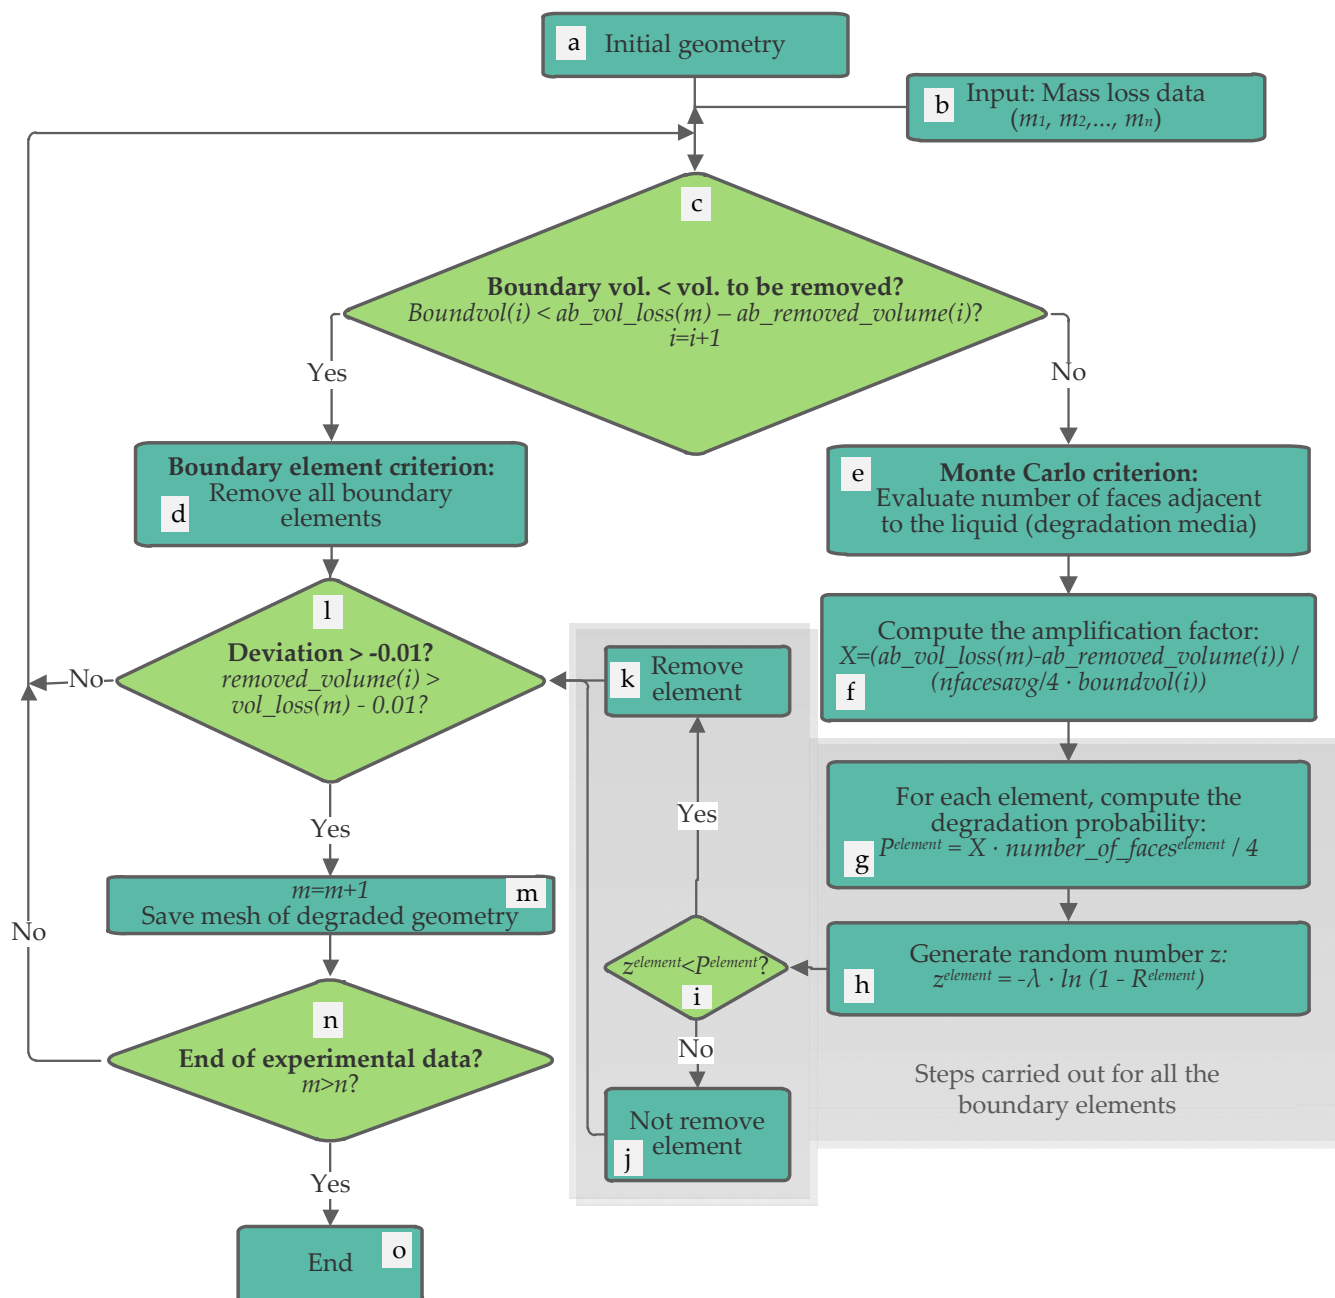 a
Initial geometry
b
Input: Mass loss data
(m1, m2,..., mn)
c
Boundary vol. < vol. to be removed?
Boundvol(i) < ab_vol_loss(m) – ab_removed_volume(i)?
i=i+1
Yes
No
Boundary element criterion:
d
Remove all boundary
elements
e
Monte Carlo criterion:
Evaluate number of faces adjacent
to the liquid (degradation media)
l
Deviation > -0.01?
removed_volume(i) >
vol_loss(m) - 0.01?
No
Yes
k
Remove
element
Compute the amplification factor:
X=(ab_vol_loss(m)-ab_removed_volume(i)) /
f
(nfacesavg/4 · boundvol(i))
Yes
For each element, compute the
degradation probability:
g
Pelement = X · number_of_faceselement / 4
m=m+1
m
Save mesh of degraded geometry
No
zelement<Pelement?
i
No
Generate random number z:
h
zelement = -λ · ln (1 - Relement)
n
End of experimental data?
m>n?
Yes
Not remove
j
element
Steps carried out for all the
boundary elements
End
o